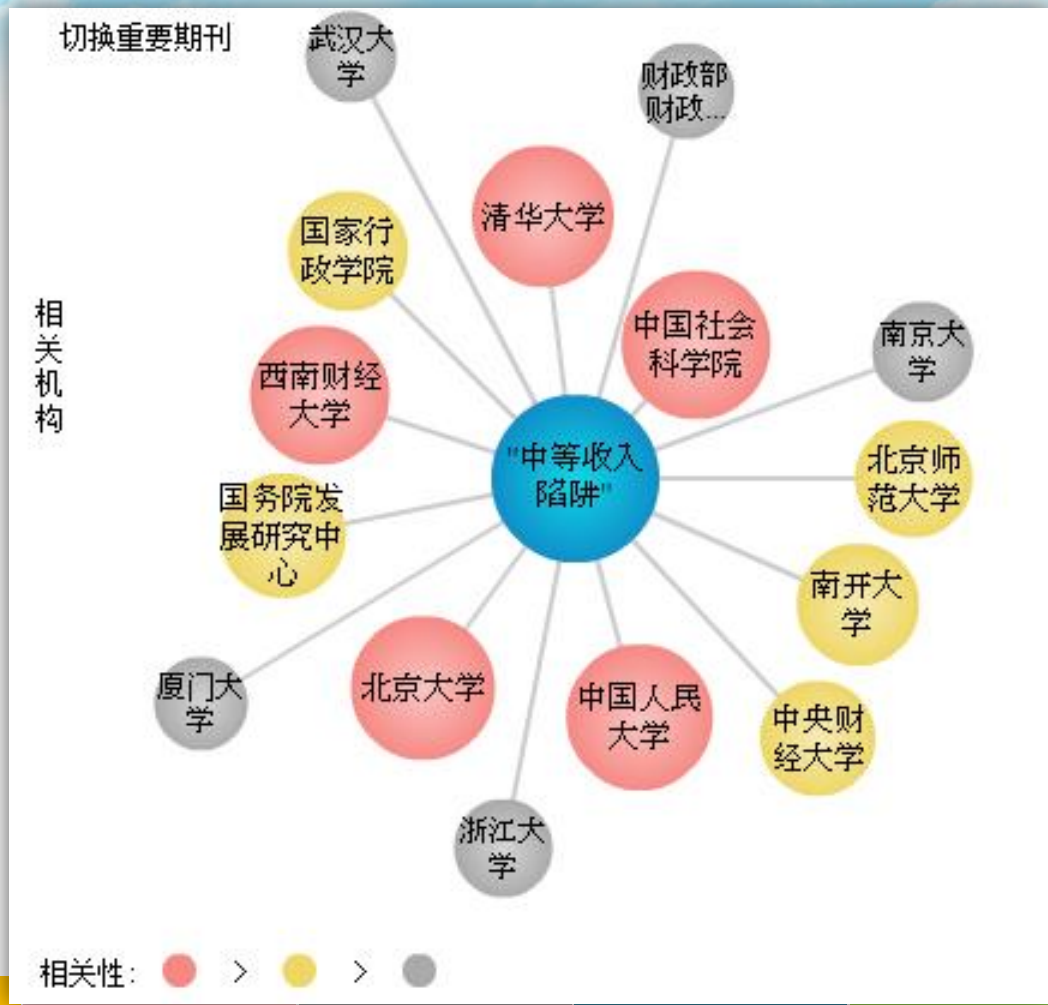 切换重要期刊
武汉大
学
财政部
财政...
清华大学
国家行
政学院
中国社会
科学院
南京大
学
相
关
机
构
西南财经
大学
"中等收入
陷阱"
北京师
范大学
国务院发
展研究中
心
南开大
学
厦门大
学
北京大学
中国人民
大学
中央财
经大学
浙江大
学
相关性: > >